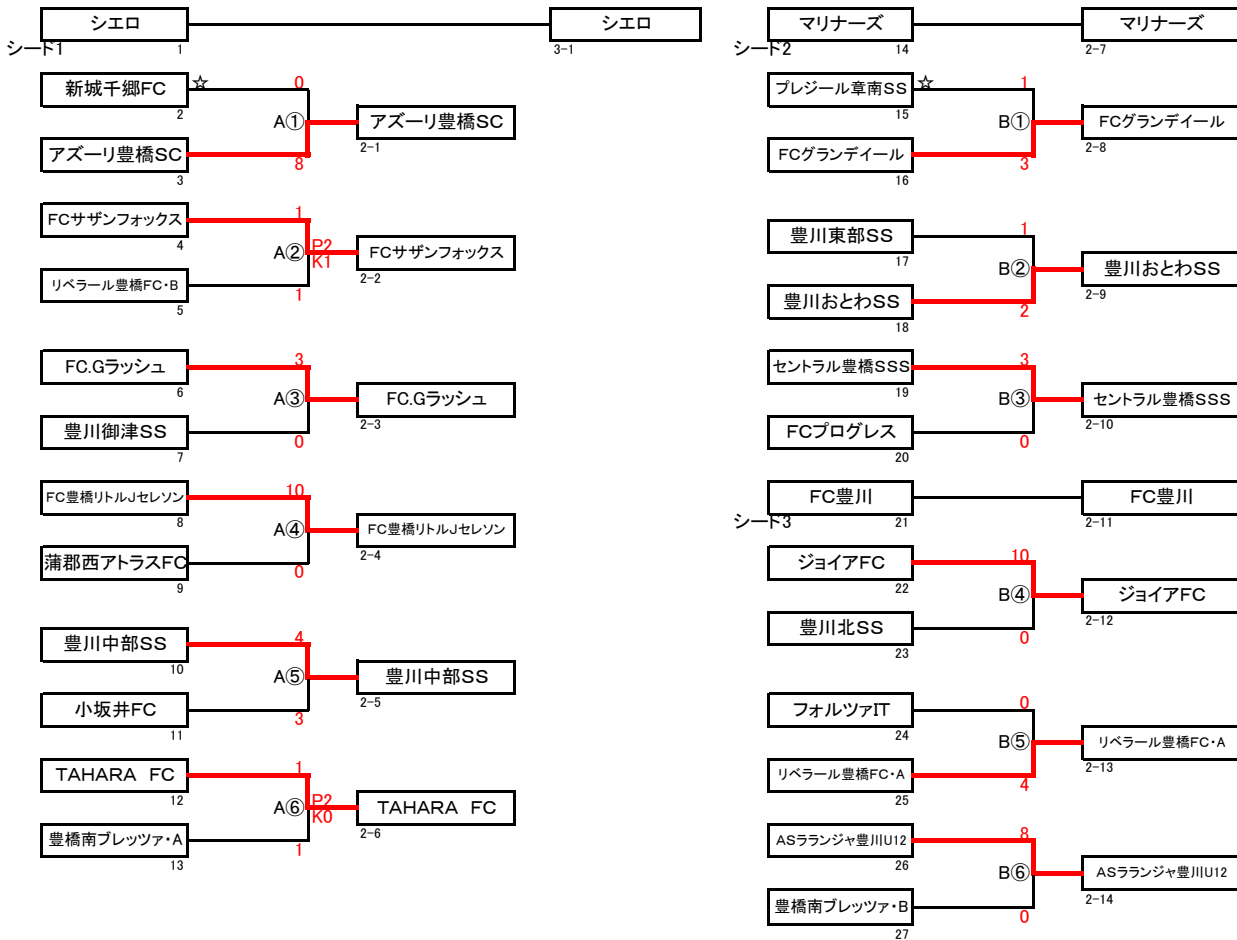 シエロ
シード1
1
シエロ
3-1
新城千郷FC
☆
2
0
A①
アズーリ豊橋SC
3
8
アズーリ豊橋SC
2-1
FCサザンフォックス
4
1
A②
P2
K1
リベラール豊橋FC・B
5
1
FCサザンフォックス
2-2
FC.Gラッシュ
6
3
A③
豊川御津SS
7
0
FC.Gラッシュ
2-3
FC豊橋リトルJセレソン
8
10
A④
蒲郡西アトラスFC
9
0
FC豊橋リトルJセレソン
2-4
豊川中部SS
10
4
A⑤
小坂井FC
11
3
豊川中部SS
2-5
TAHARA FC
12
1
A⑥
P2
K0
豊橋南ブレッツァ・A
13
1
TAHARA FC
2-6
マリナーズ
シード2
14
マリナーズ
2-7
プレジール章南SS
☆
15
1
B①
FCグランデイール
16
3
FCグランデイール
2-8
豊川東部SS
17
1
B②
豊川おとわSS
18
2
豊川おとわSS
2-9
セントラル豊橋SSS
19
3
B③
FCプログレス
20
0
セントラル豊橋SSS
2-10
FC豊川
シード3
21
FC豊川
2-11
ジョイアFC
22
10
B④
豊川北SS
23
0
ジョイアFC
2-12
フォルツァIT
24
0
B⑤
リベラール豊橋FC・A
25
4
リベラール豊橋FC・A
2-13
ASラランジャ豊川U12
26
8
B⑥
豊橋南ブレッツァ・B
27
0
ASラランジャ豊川U12
2-14